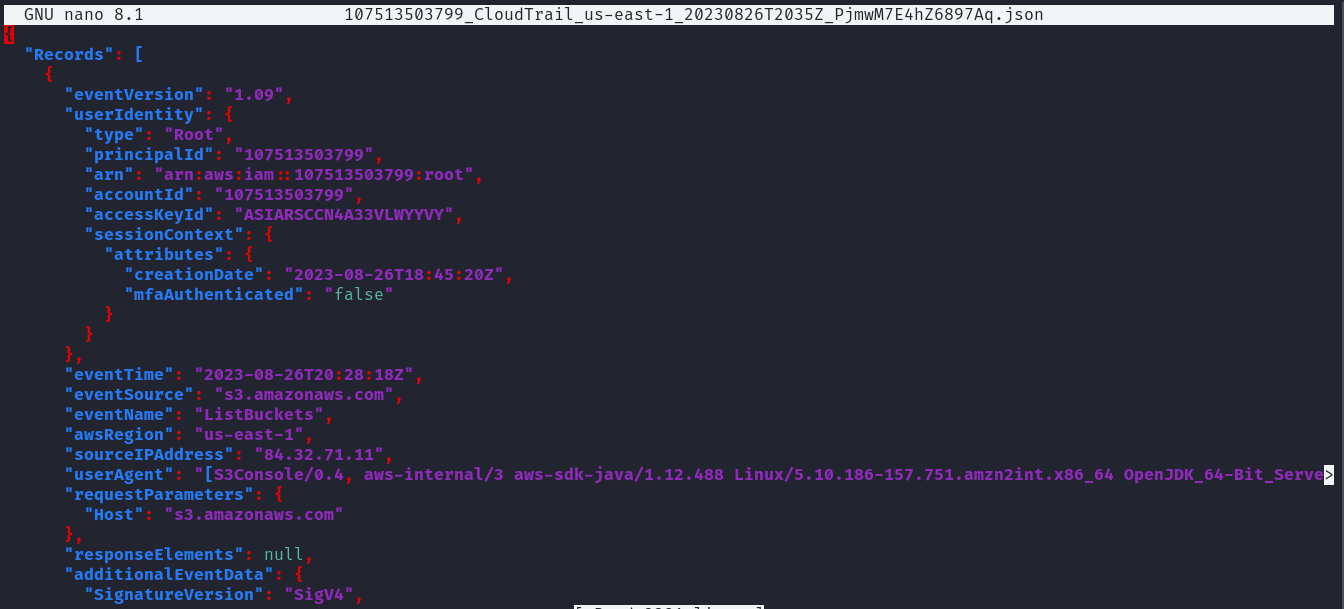 GNU nano 8.1 107513503799_CloudTrail_us-east-1_20230826T2035Z_PjmwM7E4hZ6897Aq.json
{
"Records": [
{
"eventVersion": "1.09",
"userIdentity": {
"type": "Root",
"principalId": "107513503799",
"arn": "arn:aws:iam::107513503799:root",
"accountId": "107513503799",
"accessKeyId": "ASIARSCCN4A33VLWYYVY",
"sessionContext": {
"attributes": {
"creationDate": "2023-08-26T18:45:20Z",
"mfaAuthenticated": "false"
}
}
},
"eventTime": "2023-08-26T20:28:18Z",
"eventSource": "s3.amazonaws.com",
"eventName": "ListBuckets",
"awsRegion": "us-east-1",
"sourceIPAddress": "84.32.71.11",
"userAgent": "[S3Console/0.4, aws-internal/3 aws-sdk-java/1.12.488 Linux/5.10.186-157.751.amzn2int.x86_64 OpenJDK_64-Bit_Serve>
"requestParameters": {
"Host": "s3.amazonaws.com"
},
"responseElements": null,
"additionalEventData": {
"SignatureVersion": "SigV4",